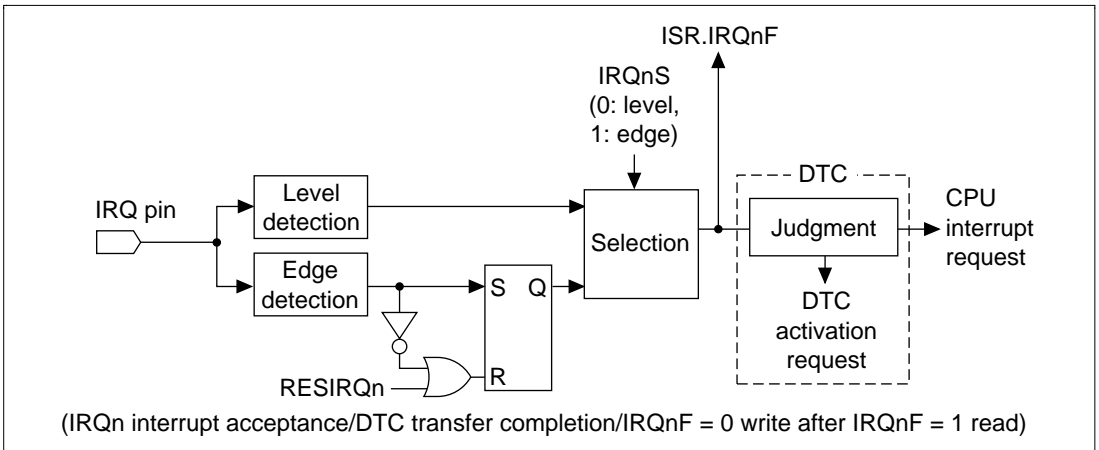 ISR.IRQnF
IRQnS
(0: level,
1: edge)
DTC
IRQ pin
Level
detection
Selection
Judgment
CPU
interrupt
request
Edge
detection
S Q
R
DTC
activation
request
RESIRQn
(IRQn interrupt acceptance/DTC transfer completion/IRQnF = 0 write after IRQnF = 1 read)